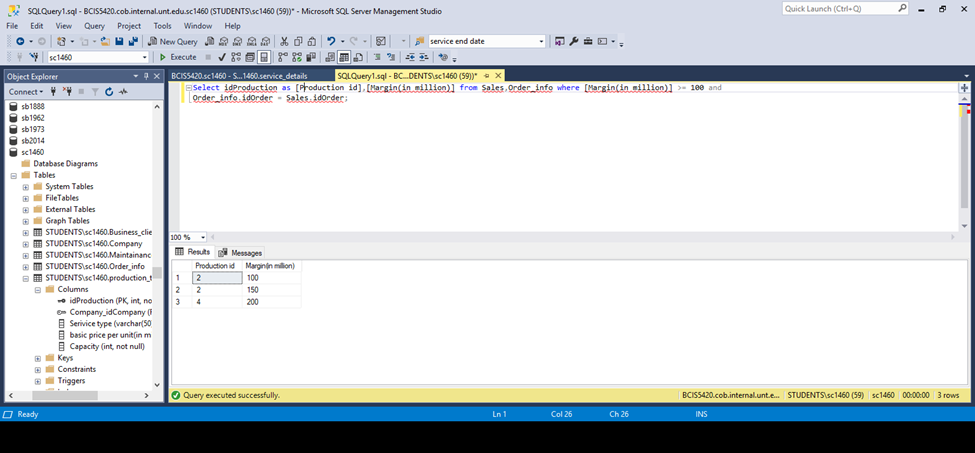 SQLQuery1.sql - BCIS5420.cob.internal.unt.edu.sc1460 (STUDENTS\sc1460 (59))* - Microsoft SQL Server Management Studio
Quick Launch (Ctrl+Q)
File Edit View Query Project Tools Window Help
New Query
service end date
sc1460
Execute
Object Explorer
BCIS5420.sc1460 - S...1460.service_details
SQLQuery1.sql - BC...DENTS\sc1460 (59))*
Connect
sb1888
sb1962
sb1973
sb2014
sc1460
Database Diagrams
Tables
System Tables
FileTables
External Tables
Graph Tables
STUDENTS\sc1460.Business_clie
STUDENTS\sc1460.Company
STUDENTS\sc1460.Maintainanc
STUDENTS\sc1460.Order_info
STUDENTS\sc1460.production_t
Columns
idProduction (PK, int, no
Company_idCompany (F
Serivice type (varchar(50
basic price per unit(in m
Capacity (int, not null)
Keys
Constraints
Triggers
Select idProduction as [Production id],[Margin(in million)] from Sales,Order_info where [Margin(in million)] >= 100 and
Order_info.idOrder = Sales.idOrder;
100 %
Results Messages
Production id Margin(in million)
1 2 100
2 2 150
3 4 200
Query executed successfully.
BCIS5420.cob.internal.unt.e... STUDENTS\sc1460 (59) sc1460 00:00:00 3 rows
Ready Ln 1 Col 26 Ch 26 INS